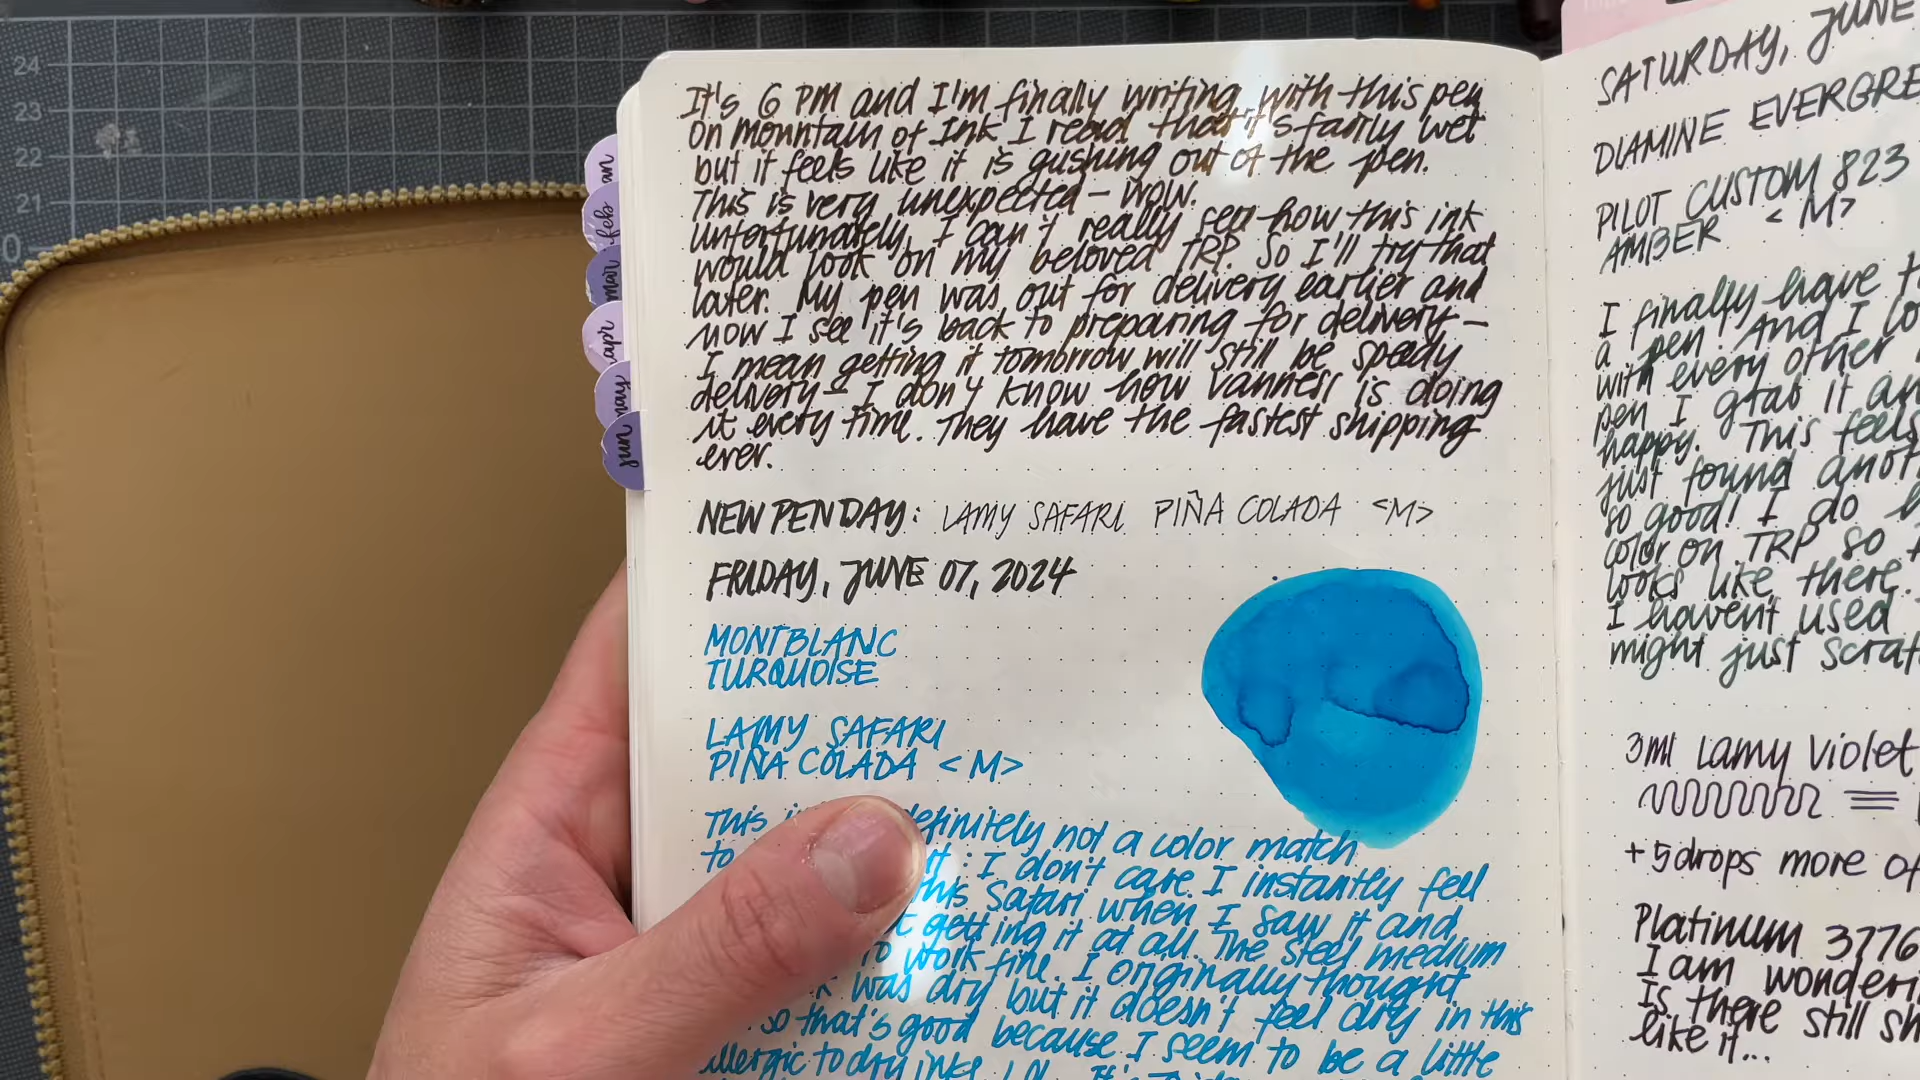 24
23
22
21
0
an
feb
mar
apr
may
jun
It's 6 PM and I'm finally writing with this pen
On Mountain of Ink I read that it's fairly wet
but it feels like it is gushing out of the pen.
This is very unexpected – wow.
Unfortunately, I can't really see how this ink
would look on my beloved TRP. So I'll try that
later. My pen was out for delivery earlier and
now I see it's back to preparing for delivery –
I mean getting it tomorrow will still be speedy
delivery – I don't know how Vanness is doing
it every time. They have the fastest shipping
ever.
NEW PEN DAY: LAMY SAFARI PIÑA COLADA <M>
FRIDAY, JUNE 07, 2024
MONTBLANC
TURQUOISE
LAMY SAFARI
PIÑA COLADA <M>
This definitely not a color match
to : I don't care. I instantly feel
this Safari when I saw it and
getting it at all. The steel medium
to work fine. I originally thought
was dry but it doesn't feel dry in this
so that's good because I seem to be a little
allergic to dry inks
SATURDAY, JUNE
DIAMINE EVERGRE
PILOT CUSTOM 823
AMBER <M>
I finally have
a pen. And I lo
with every other
pen I grab it an
happy. This feels
just found anot
so good! I do
color on TRP so
looks like there.
I haven't used
might just scrat
3ml Lamy Violet
+5 drops more of
Platinum 3776
I am wonderi
Is there still sh
like it...